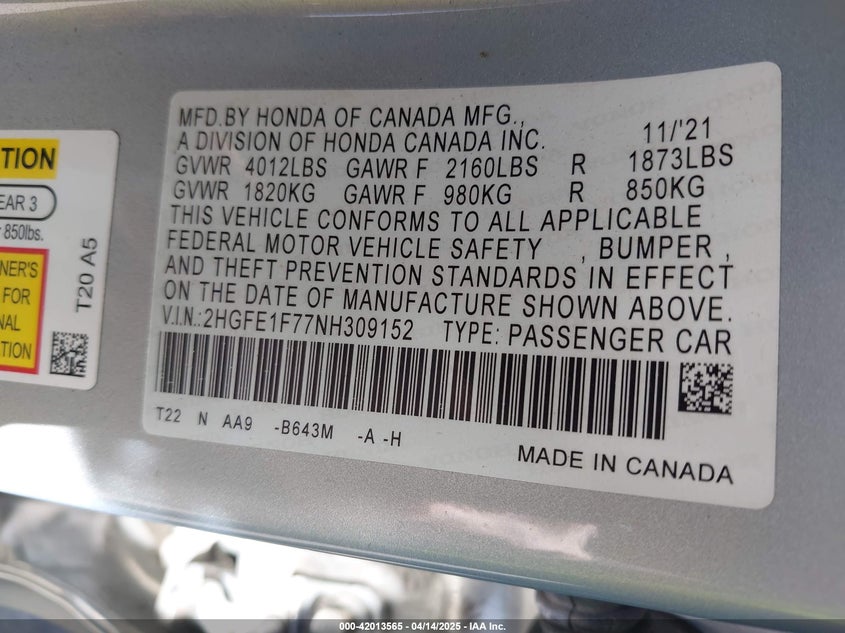 TION
EAR 3
850lbs.
NER'S
FOR
NAL
TION
T20 A5
MFD.BY HONDA OF CANADA MFG.,
A DIVISION OF HONDA CANADA INC. 11/'21
GVWR 4012LBS GAWR F 2160LBS R 1873LBS
GVWR 1820KG GAWR F 980KG R 850KG
THIS VEHICLE CONFORMS TO ALL APPLICABLE
FEDERAL MOTOR VEHICLE SAFETY , BUMPER ,
AND THEFT PREVENTION STANDARDS IN EFFECT
ON THE DATE OF MANUFACTURE SHOWN ABOVE.
V.I.N.:2HGFE1F77NH309152 TYPE: PASSENGER CAR
T22 N AA9 -B643M -A -H
MADE IN CANADA
000-42013565 - 04/14/2025 - IAA Inc.